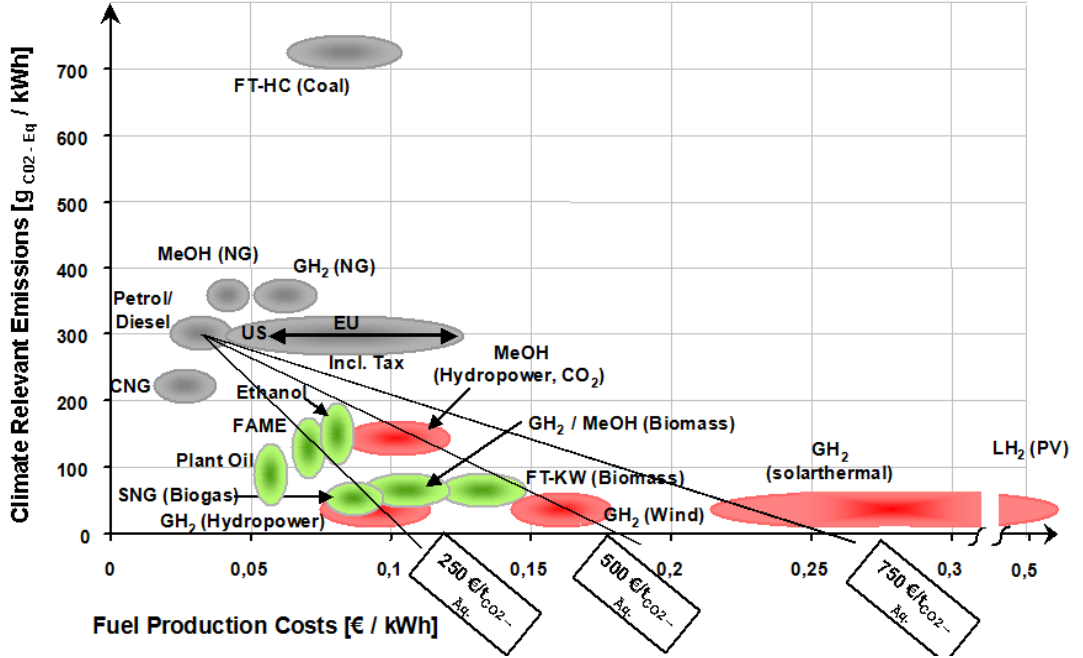 Climate Relevant Emissions [g CO2 - Eq / kWh]
700
600
500
400
300
200
100
0
FT-HC (Coal)
MeOH (NG)
GH2 (NG)
Petrol/
Diesel
US
EU
Incl. Tax
MeOH
(Hydropower, CO2)
CNG
Ethanol
FAME
GH2 / MeOH (Biomass)
Plant Oil
GH2
(solarthermal)
LH2 (PV)
FT-KW (Biomass)
SNG (Biogas)
GH2 (Hydropower)
GH2 (Wind)
0
0,05
0,1
0,15
0,2
0,25
0,3
0,5
250 €/tCO2–
Äq.
500 €/tCO2–
Äq.
750 €/tCO2–
Äq.
Fuel Production Costs [€ / kWh]